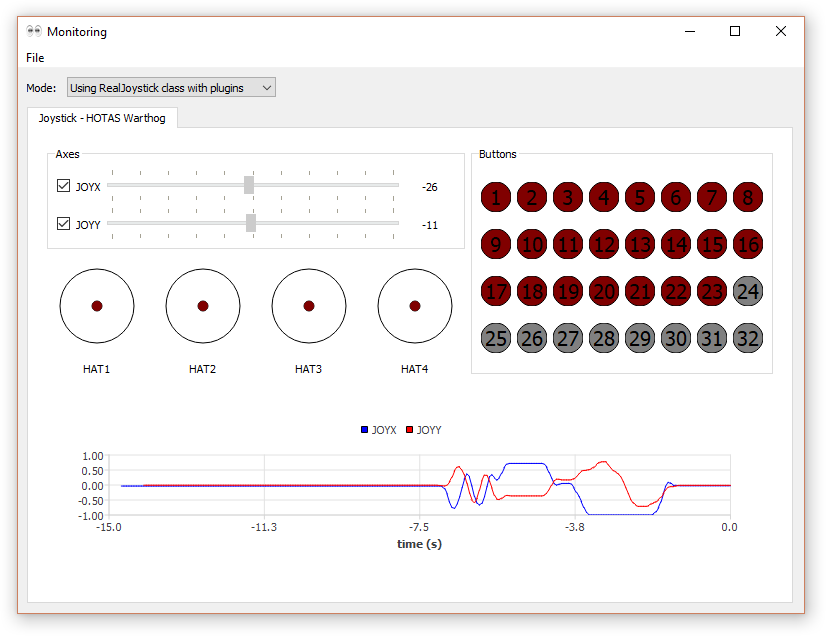 Monitoring
File
Mode: Using RealJoystick class with plugins
Joystick - HOTAS Warthog
Axes
JOYX -26
JOYY -11
HAT1 HAT2 HAT3 HAT4
Buttons
1 2 3 4 5 6 7 8
9 10 11 12 13 14 15 16
17 18 19 20 21 22 23 24
25 26 27 28 29 30 31 32
JOYX JOYY
1.00
0.50
0.00
-0.50
-1.00
-15.0 -11.3 -7.5 -3.8 0.0
time (s)